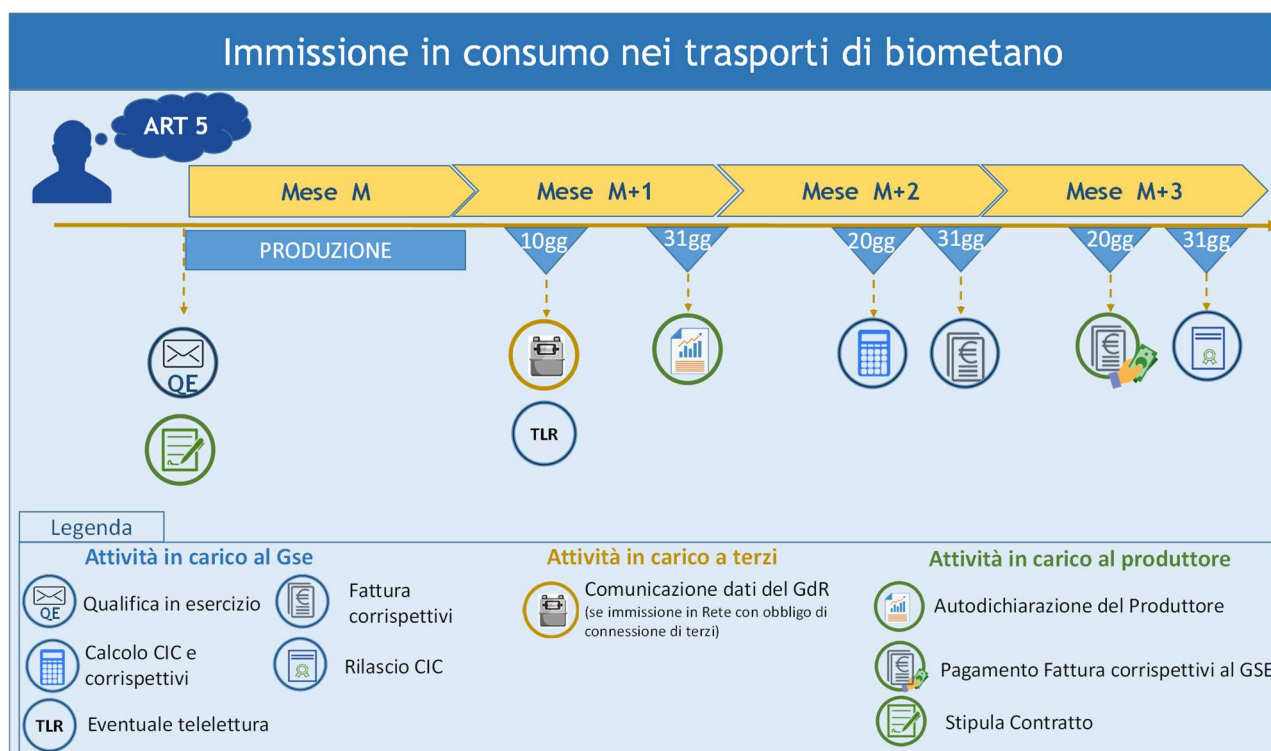 Immissione in consumo nei trasporti di biometano
ART 5
Mese M
Mese M+1
Mese M+2
Mese M+3
PRODUZIONE
10gg
31gg
20gg
31gg
20gg
31gg
QE
TLR
Legenda
Attività in carico al Gse
QE
Qualifica in esercizio
Fattura
corrispettivi
Calcolo CIC e
corrispettivi
Rilascio CIC
TLR
Eventuale telelettura
Attività in carico a terzi
Comunicazione dati del GdR
(se immissione in Rete con obbligo di
connessione di terzi)
Attività in carico al produttore
Autodichiarazione del Produttore
Pagamento Fattura corrispettivi al GSE
Stipula Contratto